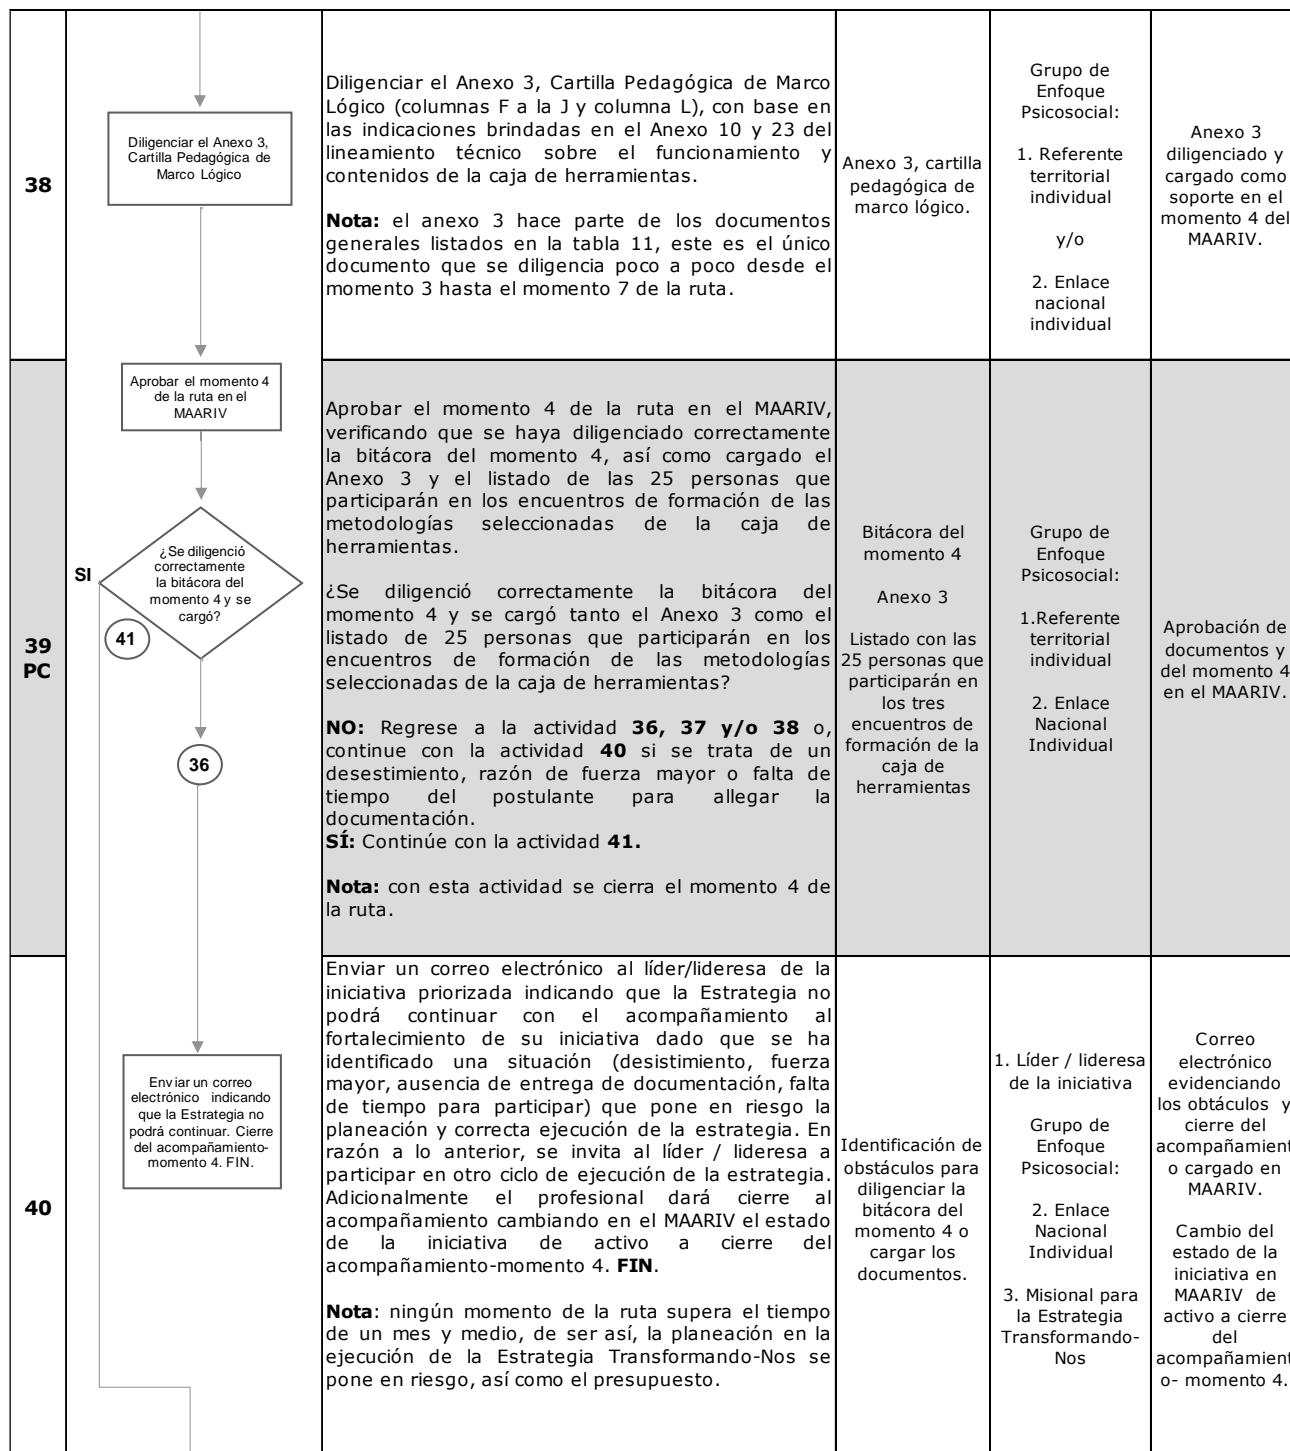 38
Diligenciar el Anexo 3,
Cartilla Pedagógica de
Marco Lógico
Diligenciar el Anexo 3, Cartilla Pedagógica de Marco
Lógico (columnas F a la J y columna L), con base en
las indicaciones brindadas en el Anexo 10 y 23 del
lineamiento técnico sobre el funcionamiento y
contenidos de la caja de herramientas.
Nota: el anexo 3 hace parte de los documentos
generales listados en la tabla 11, este es el único
documento que se diligencia poco a poco desde el
momento 3 hasta el momento 7 de la ruta.
Anexo 3, cartilla
pedagógica de
marco lógico.
Grupo de
Enfoque
Psicosocial:
1. Referente
territorial
individual
y/o
2. Enlace
nacional
individual
Anexo 3
diligenciado y
cargado como
soporte en el
momento 4 del
MAARIV.
39
PC
Aprobar el momento 4
de la ruta en el
MAARIV
¿Se diligenció
correctamente
la bitácora del
momento 4 y se
cargó?
SI
41
36
Aprobar el momento 4 de la ruta en el MAARIV,
verificando que se haya diligenciado correctamente
la bitácora del momento 4, así como cargado el
Anexo 3 y el listado de las 25 personas que
participarán en los encuentros de formación de las
metodologías seleccionadas de la caja de
herramientas.
¿Se diligenció correctamente la bitácora del
momento 4 y se cargó tanto el Anexo 3 como el
listado de 25 personas que participarán en los
encuentros de formación de las metodologías
seleccionadas de la caja de herramientas?
NO: Regrese a la actividad 36, 37 y/o 38 o,
continue con la actividad 40 si se trata de un
desestimiento, razón de fuerza mayor o falta de
tiempo del postulante para allegar la
documentación.
SÍ: Continúe con la actividad 41.
Nota: con esta actividad se cierra el momento 4 de
la ruta.
Bitácora del
momento 4
Anexo 3
Listado con las
25 personas que
participarán en
los tres
encuentros de
formación de la
caja de
herramientas
Grupo de
Enfoque
Psicosocial:
1.Referente
territorial
individual
2. Enlace
Nacional
Individual
Aprobación de
documentos y
del momento 4
en el MAARIV.
40
Enviar un correo
electrónico indicando
que la Estrategia no
podrá continuar. Cierre
del acompañamiento-
momento 4. FIN.
Enviar un correo electrónico al líder/lideresa de la
iniciativa priorizada indicando que la Estrategia no
podrá continuar con el acompañamiento al
fortalecimiento de su iniciativa dado que se ha
identificado una situación (desistimiento, fuerza
mayor, ausencia de entrega de documentación, falta
de tiempo para participar) que pone en riesgo la
planeación y correcta ejecución de la estrategia. En
razón a lo anterior, se invita al líder / lideresa a
participar en otro ciclo de ejecución de la estrategia.
Adicionalmente el profesional dará cierre al
acompañamiento cambiando en el MAARIV el estado
de la iniciativa de activo a cierre del
acompañamiento-momento 4. FIN.
Nota: ningún momento de la ruta supera el tiempo
de un mes y medio, de ser así, la planeación en la
ejecución de la Estrategia Transformando-Nos se
pone en riesgo, así como el presupuesto.
Identificación de
obstáculos para
diligenciar la
bitácora del
momento 4 o
cargar los
documentos.
1. Líder / lideresa
de la iniciativa
Grupo de
Enfoque
Psicosocial:
2. Enlace
Nacional
Individual
3. Misional para
la Estrategia
Transformando-
Nos
Correo
electrónico
evidenciando
los obstáculos y
cierre del
acompañamient
o cargado en
MAARIV.
Cambio del
estado de la
iniciativa en
MAARIV de
activo a cierre
del
acompañamient
o- momento 4.